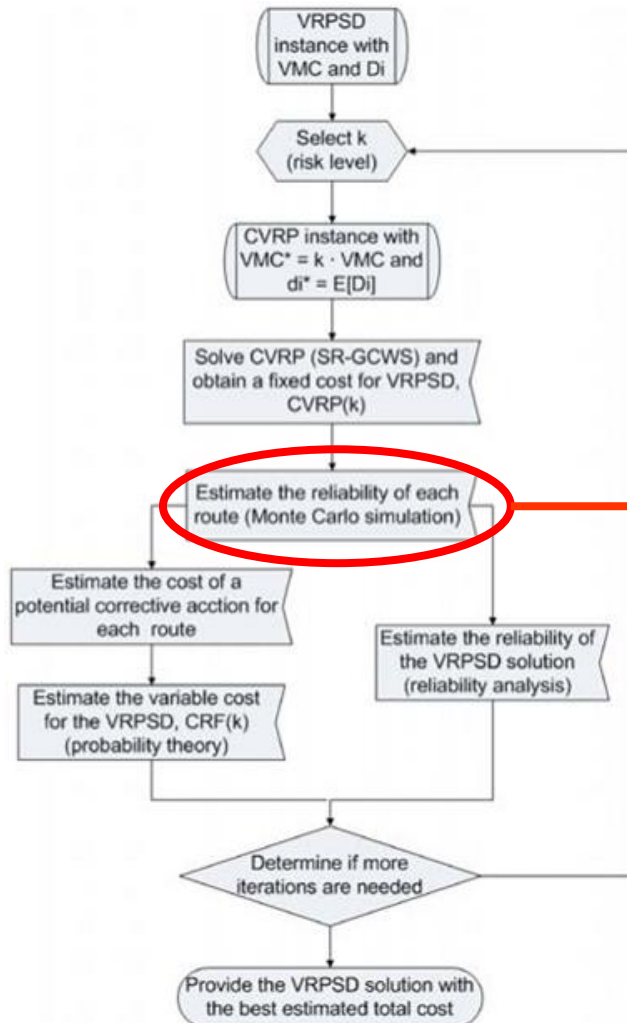 VRPSD
instance with
VMC and Di
Select k
(risk level)
CVRP instance with
VMC* = k · VMC and
di* = E[Di]
Solve CVRP (SR-GCWS) and
obtain a fixed cost for VRPSD,
CVRP(k)
Estimate the reliability of each
route (Monte Carlo simulation)
Estimate the cost of a
potential corrective acction for
each route
Estimate the reliability of
the VRPSD solution
(reliability analysis)
Estimate the variable cost
for the VRPSD, CRF(k)
(probability theory)
Determine if more
iterations are needed
Provide the VRPSD solution with
the best estimated total cost